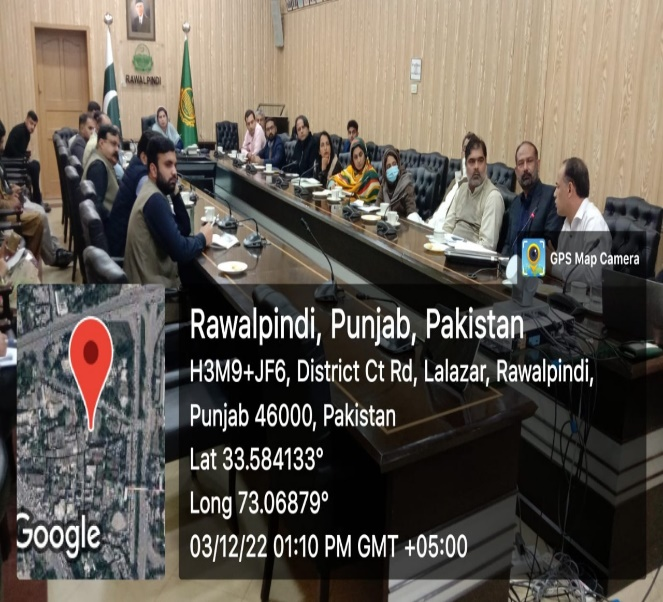 RAWALPINDI
GPS Map Camera
Rawalpindi, Punjab, Pakistan
H3M9+JF6, District Ct Rd, Lalazar, Rawalpindi,
Punjab 46000, Pakistan
Lat 33.584133°
Long 73.06879°
03/12/22 01:10 PM GMT +05:00
Google